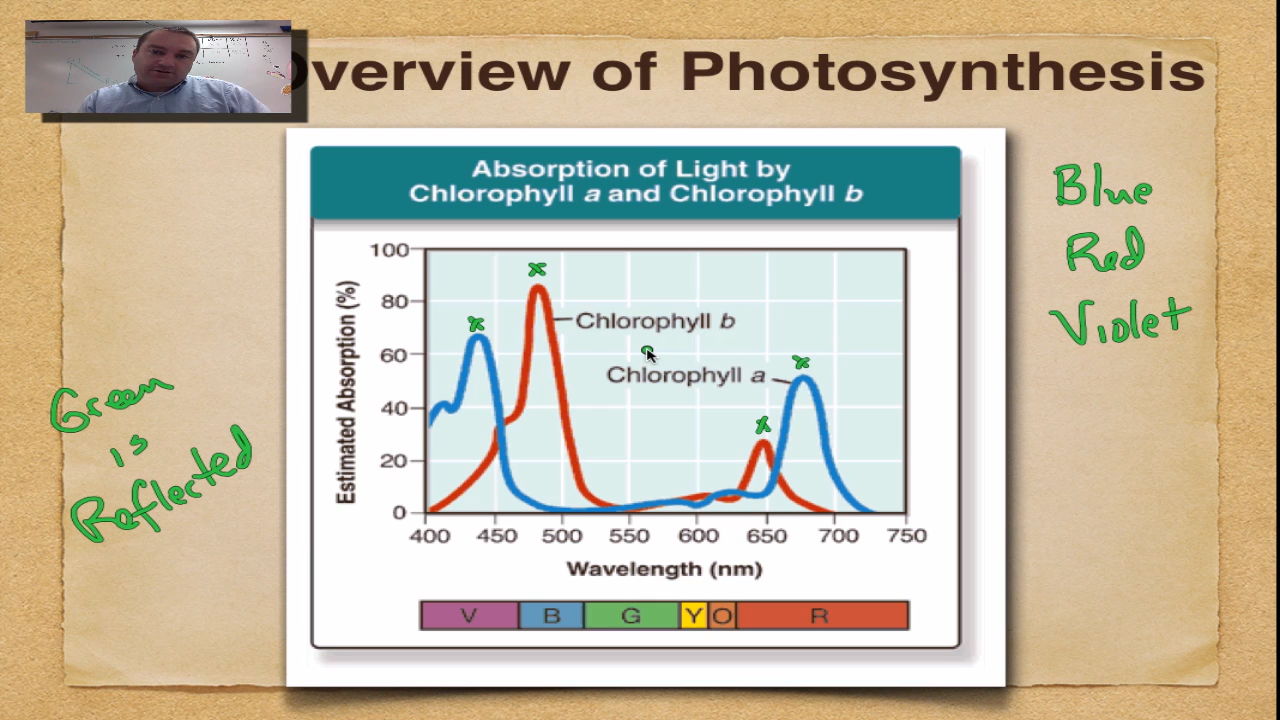 Overview of Photosynthesis
Absorption of Light by
Chlorophyll a and Chlorophyll b
Blue
Red
Violet
Green
is
Reflected
Estimated Absorption (%)
100
80
60
40
20
0
x
x
x
x
Chlorophyll b
Chlorophyll a
400 450 500 550 600 650 700 750
Wavelength (nm)
V B G Y O R